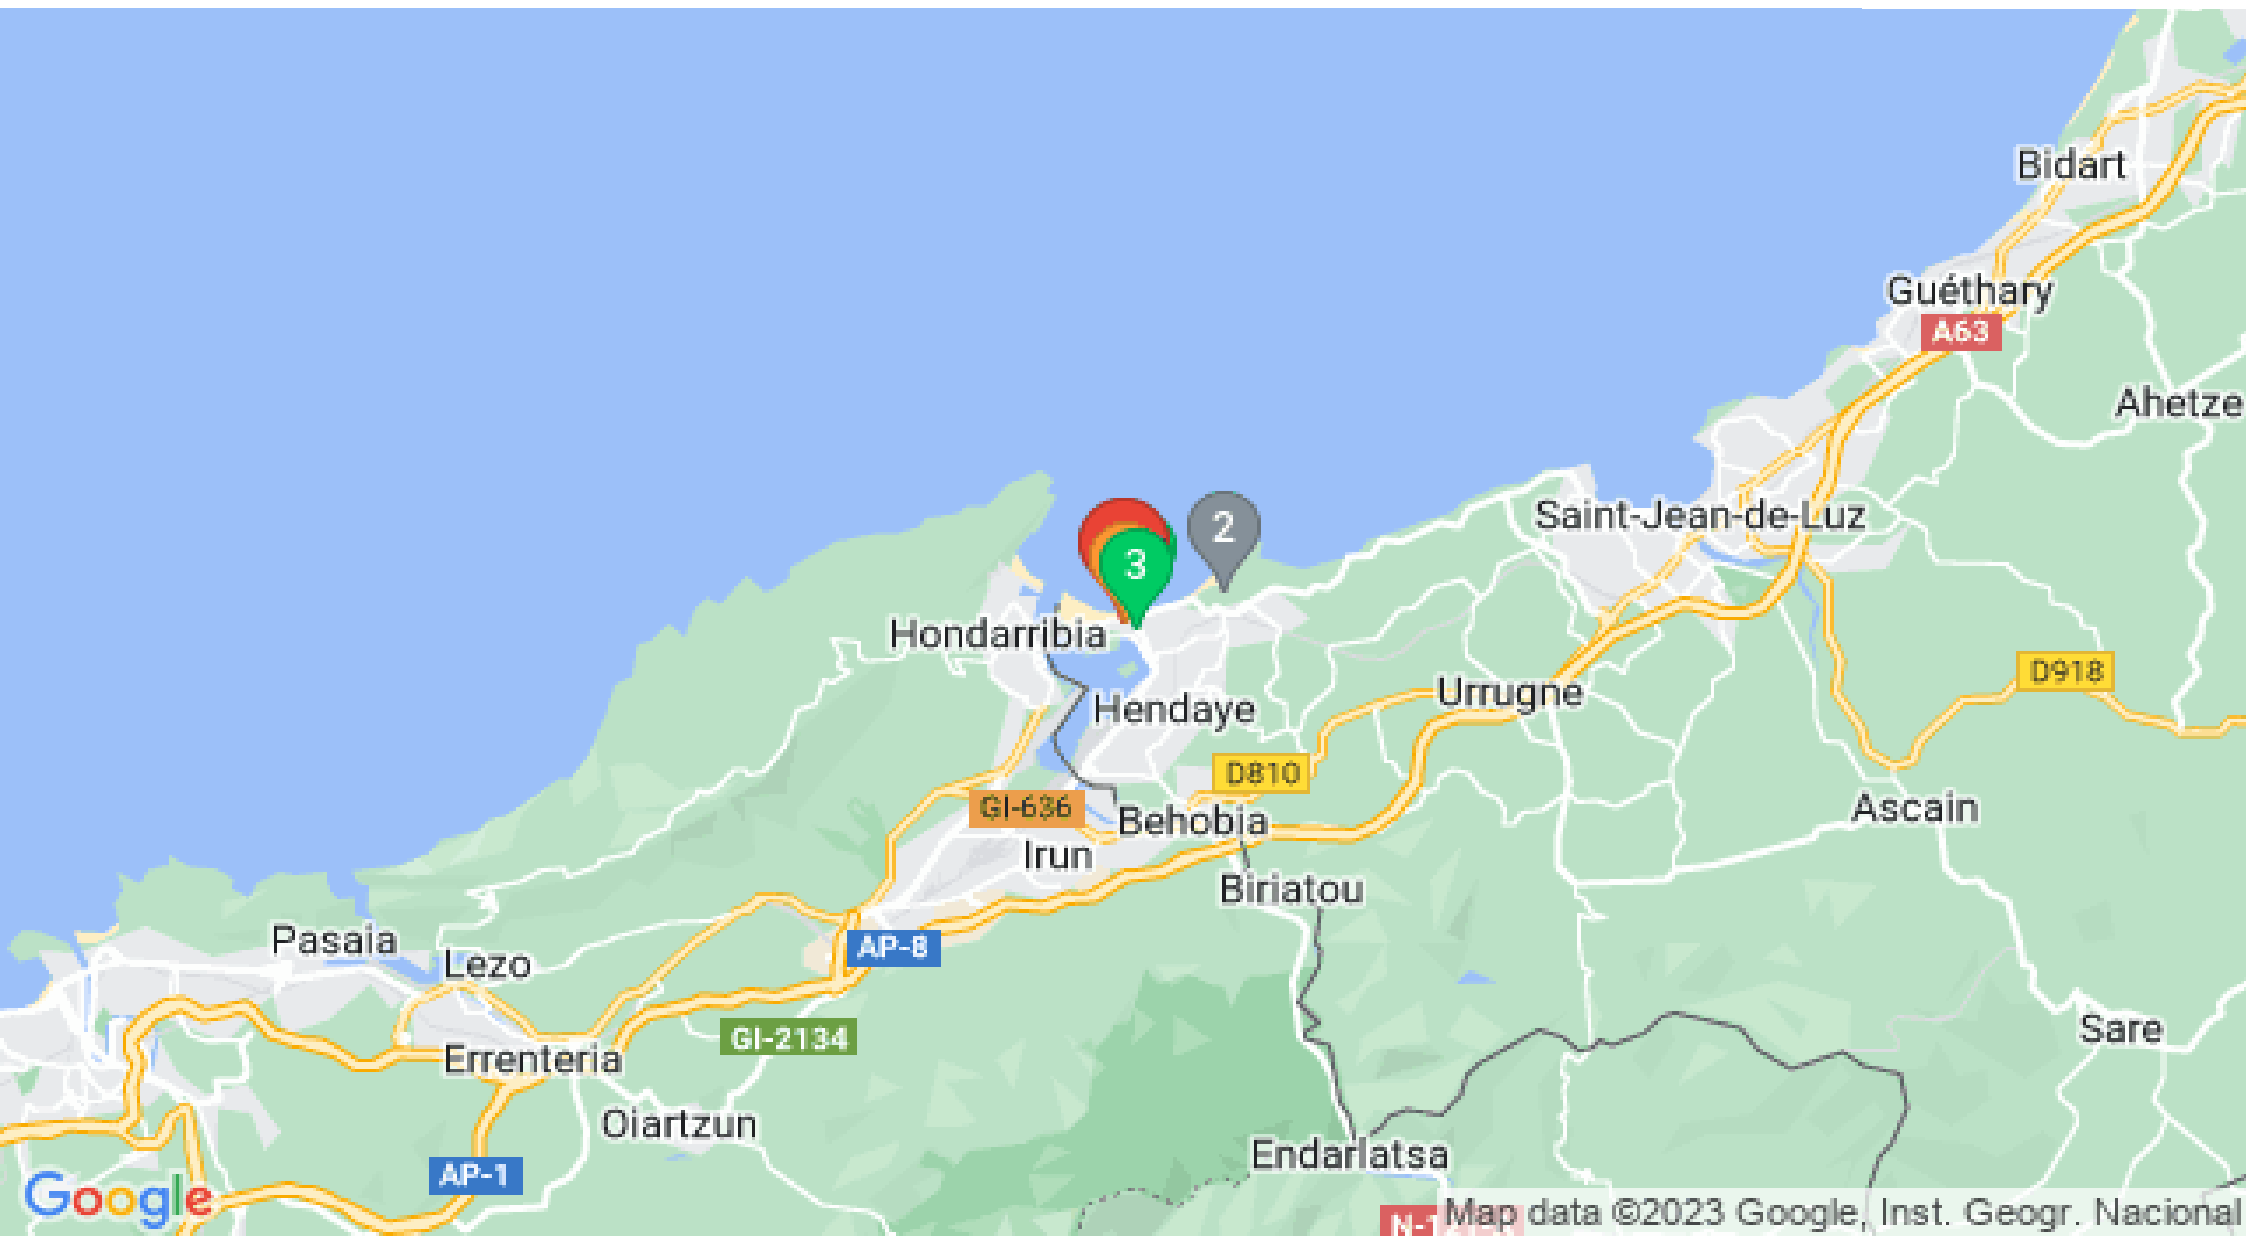 Bidart
Guéthary
A63
Ahetze
2
Saint-Jean-de-Luz
3
Hondarribia
D918
Urrugne
Hendaye
D810
GI-636
Behobia
Ascain
Irun
Biriatou
Pasaia
AP-8
Lezo
Sare
GI-2134
Errenteria
Oiartzun
Endarlatsa
AP-1
Google
Map data ©2023 Google, Inst. Geogr. Nacional